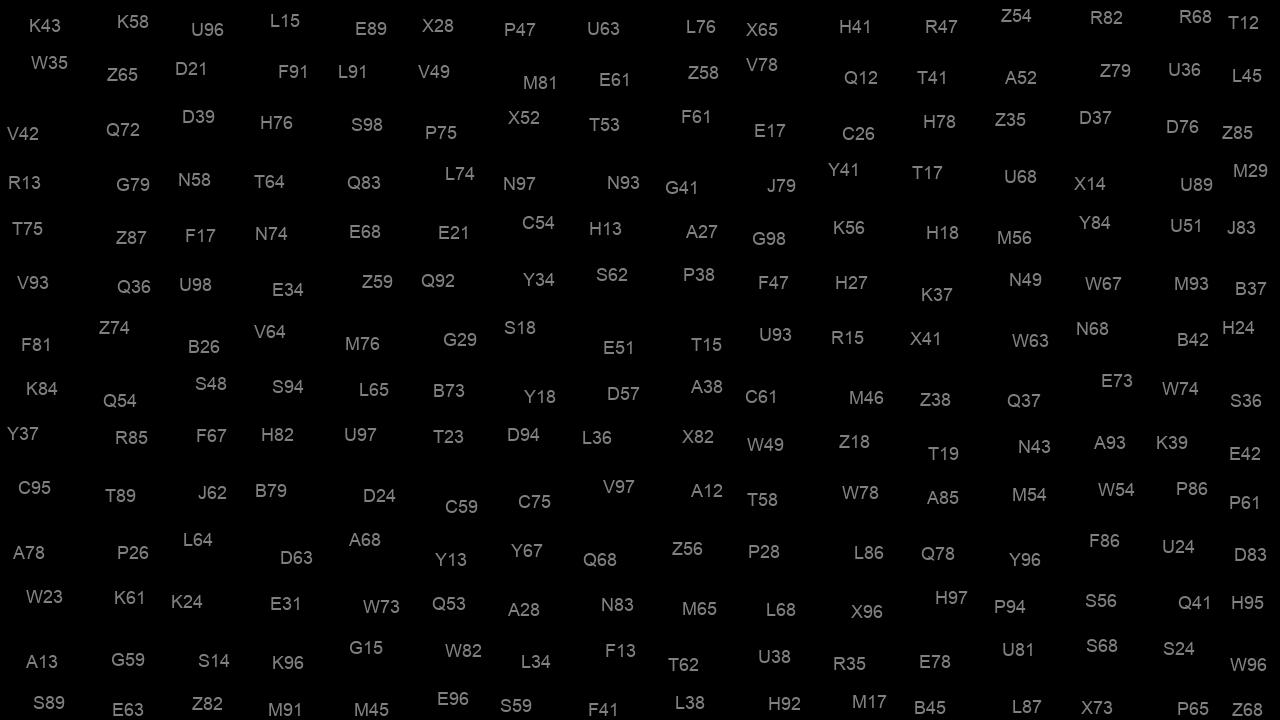 K43 K58 U96 L15 E89 X28 P47 U63 L76 X65 H41 R47 Z54 R82 R68 T12
W35 Z65 D21 F91 L91 V49 M81 E61 Z58 V78 Q12 T41 A52 Z79 U36 L45
V42 Q72 D39 H76 S98 P75 X52 T53 F61 E17 C26 H78 Z35 D37 D76 Z85
R13 G79 N58 T64 Q83 L74 N97 N93 G41 J79 Y41 T17 U68 X14 U89 M29
T75 Z87 F17 N74 E68 E21 C54 H13 A27 G98 K56 H18 M56 Y84 U51 J83
V93 Q36 U98 E34 Z59 Q92 Y34 S62 P38 F47 H27 K37 N49 W67 M93 B37
F81 Z74 B26 V64 M76 G29 S18 E51 T15 U93 R15 X41 W63 N68 B42 H24
K84 Q54 S48 S94 L65 B73 Y18 D57 A38 C61 M46 Z38 Q37 E73 W74 S36
Y37 R85 F67 H82 U97 T23 D94 L36 X82 W49 Z18 T19 N43 A93 K39 E42
C95 T89 J62 B79 D24 C59 C75 V97 A12 T58 W78 A85 M54 W54 P86 P61
A78 P26 L64 D63 A68 Y13 Y67 Q68 Z56 P28 L86 Q78 Y96 F86 U24 D83
W23 K61 K24 E31 W73 Q53 A28 N83 M65 L68 X96 H97 P94 S56 Q41 H95
A13 G59 S14 K96 G15 W82 L34 F13 T62 U38 R35 E78 U81 S68 S24 W96
S89 E63 Z82 M91 M45 E96 S59 F41 L38 H92 M17 B45 L87 X73 P65 Z68